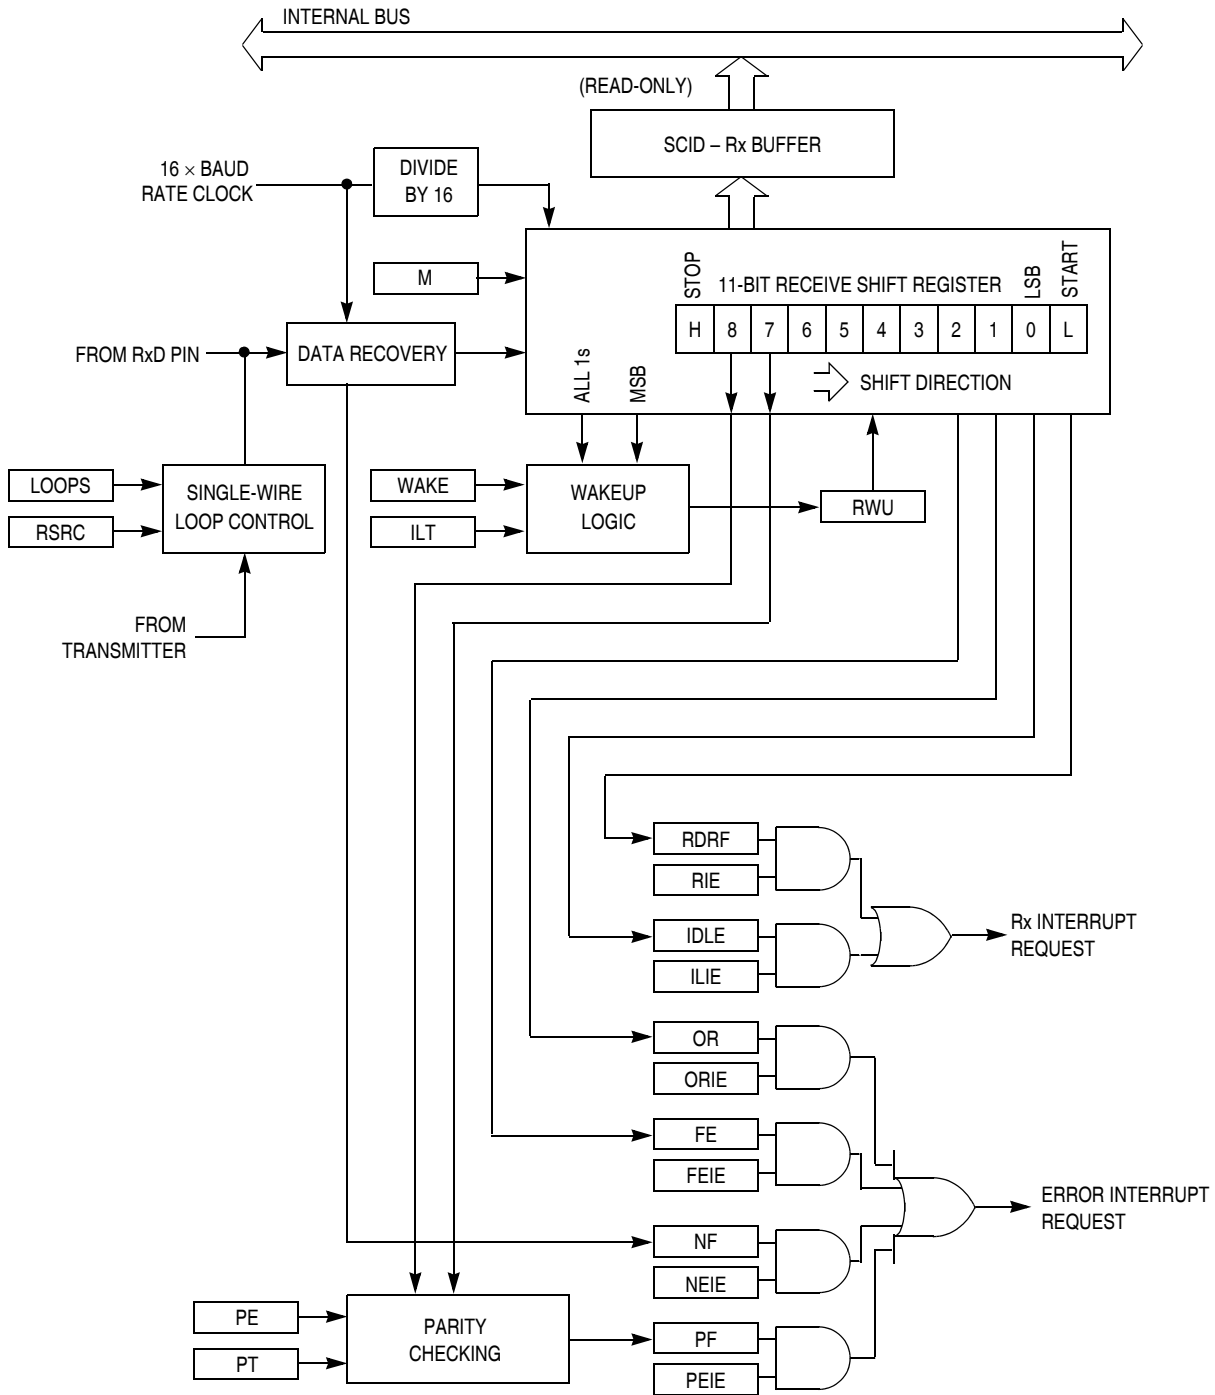 INTERNAL BUS
(READ-ONLY)
SCID – Rx BUFFER
16 × BAUD
RATE CLOCK
DIVIDE
BY 16
M
STOP
11-BIT RECEIVE SHIFT REGISTER
LSB
START
H 8 7 6 5 4 3 2 1 0 L
FROM RxD PIN
DATA RECOVERY
ALL 1s
MSB
SHIFT DIRECTION
LOOPS
RSRC
SINGLE-WIRE
LOOP CONTROL
WAKE
ILT
WAKEUP
LOGIC
RWU
FROM
TRANSMITTER
RDRF
RIE
IDLE
ILIE
Rx INTERRUPT
REQUEST
OR
ORIE
FE
FEIE
ERROR INTERRUPT
REQUEST
NF
NEIE
PE
PT
PARITY
CHECKING
PF
PEIE